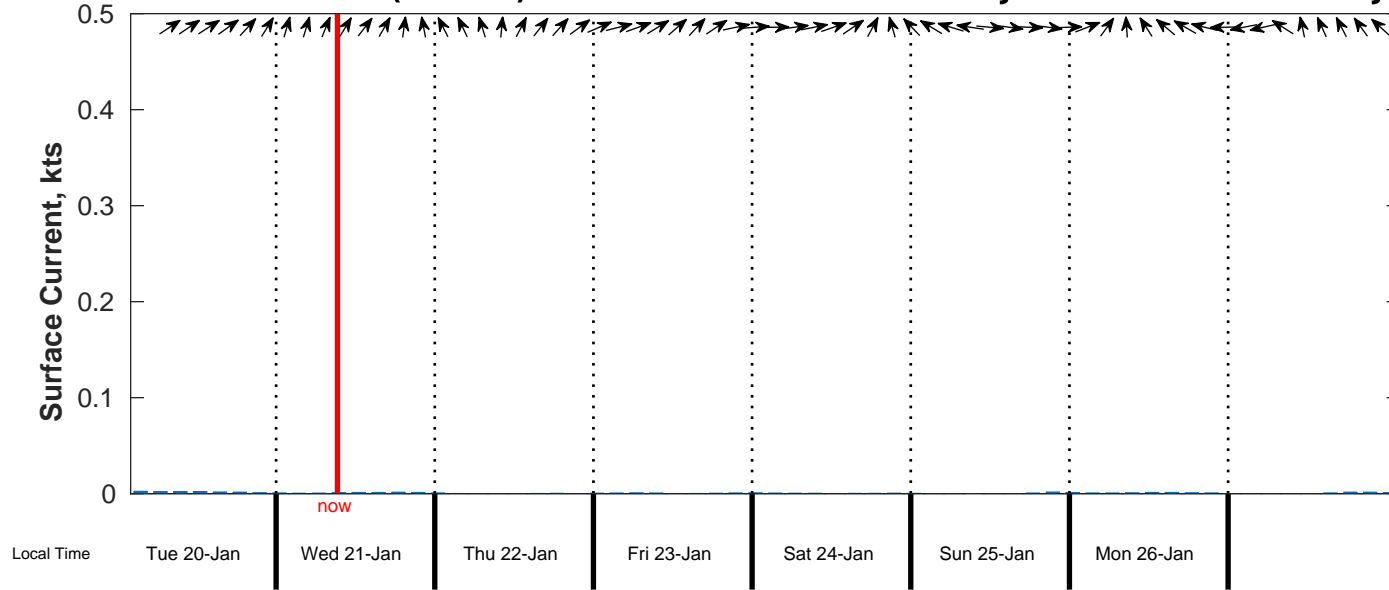 0.5
0.4
0.3
0.2
0.1
0
Surface Current, kts
now
Local Time
Tue 20-Jan
Wed 21-Jan
Thu 22-Jan
Fri 23-Jan
Sat 24-Jan
Sun 25-Jan
Mon 26-Jan